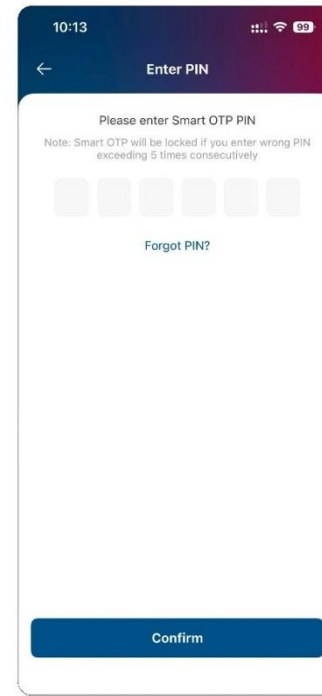 10:13
99
Enter PIN
Please enter Smart OTP PIN
Note: Smart OTP will be locked if you enter wrong PIN
exceeding 5 times consecutively
Forgot PIN?
Confirm